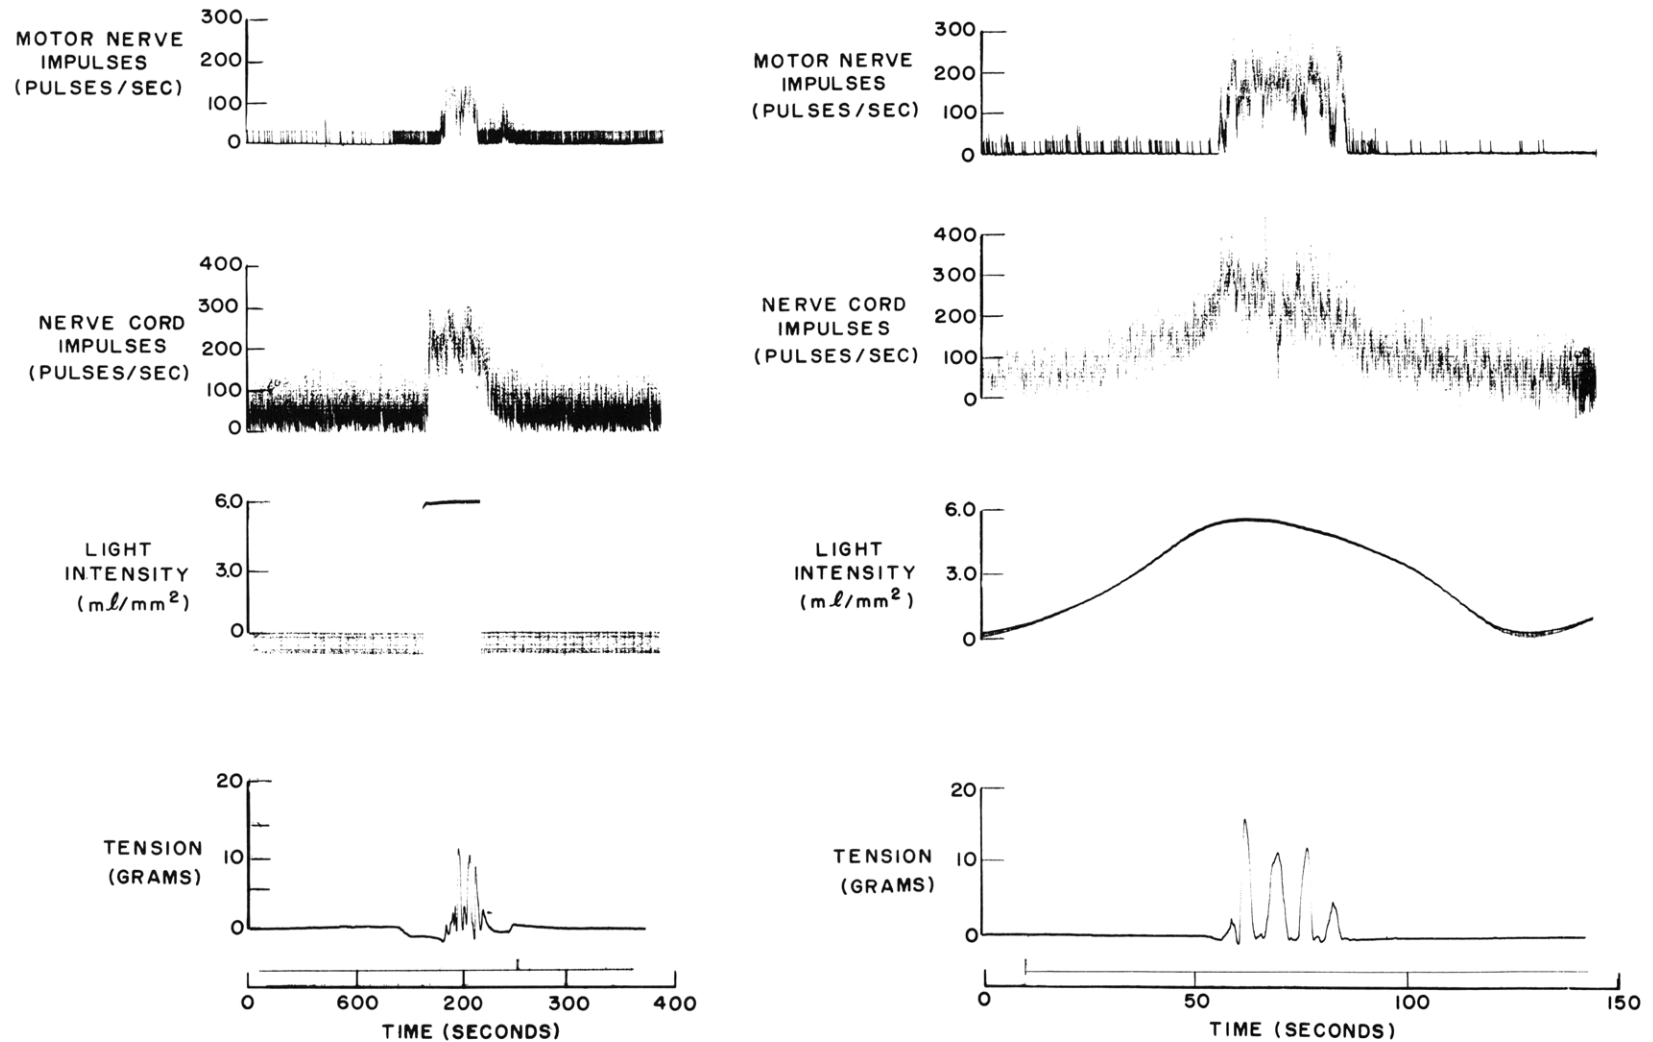 MOTOR NERVE
IMPULSES
(PULSES/SEC)
300
200
100
0
NERVE CORD
IMPULSES
(PULSES/SEC)
400
300
200
100
0
LIGHT
INTENSITY
(mℓ/mm²)
6.0
3.0
0
TENSION
(GRAMS)
20
10
0
0 600 200 300 400
TIME (SECONDS)
MOTOR NERVE
IMPULSES
(PULSES/SEC)
300
200
100
0
NERVE CORD
IMPULSES
(PULSES/SEC)
400
300
200
100
0
LIGHT
INTENSITY
(mℓ/mm²)
6.0
3.0
0
TENSION
(GRAMS)
20
10
0
0 50 100 150
TIME (SECONDS)